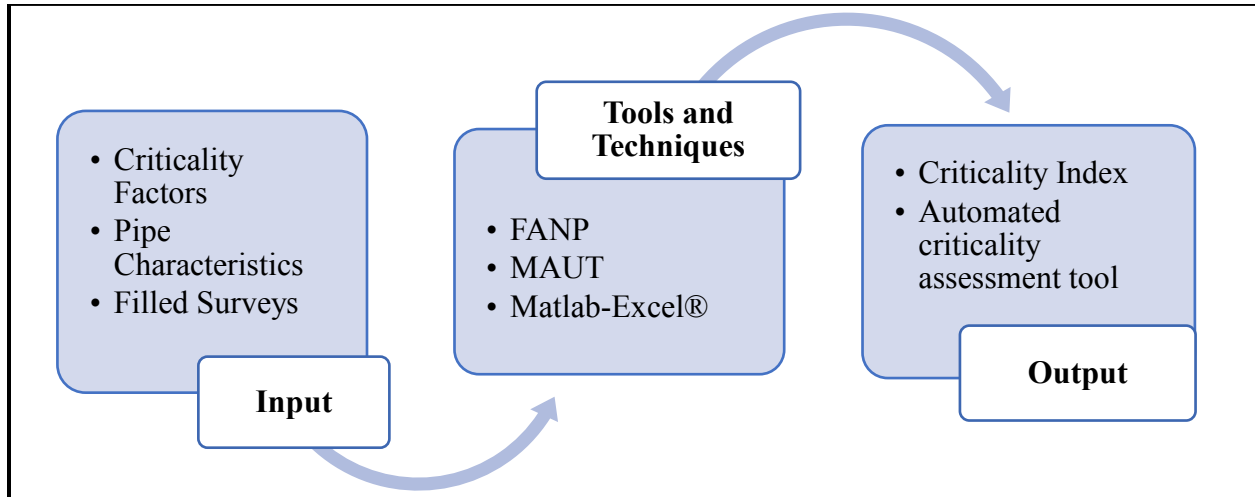 • Criticality
Factors
• Pipe
Characteristics
• Filled Surveys
Input
Tools and
Techniques
• FANP
• MAUT
• Matlab-Excel®
• Criticality Index
• Automated
criticality
assessment tool
Output